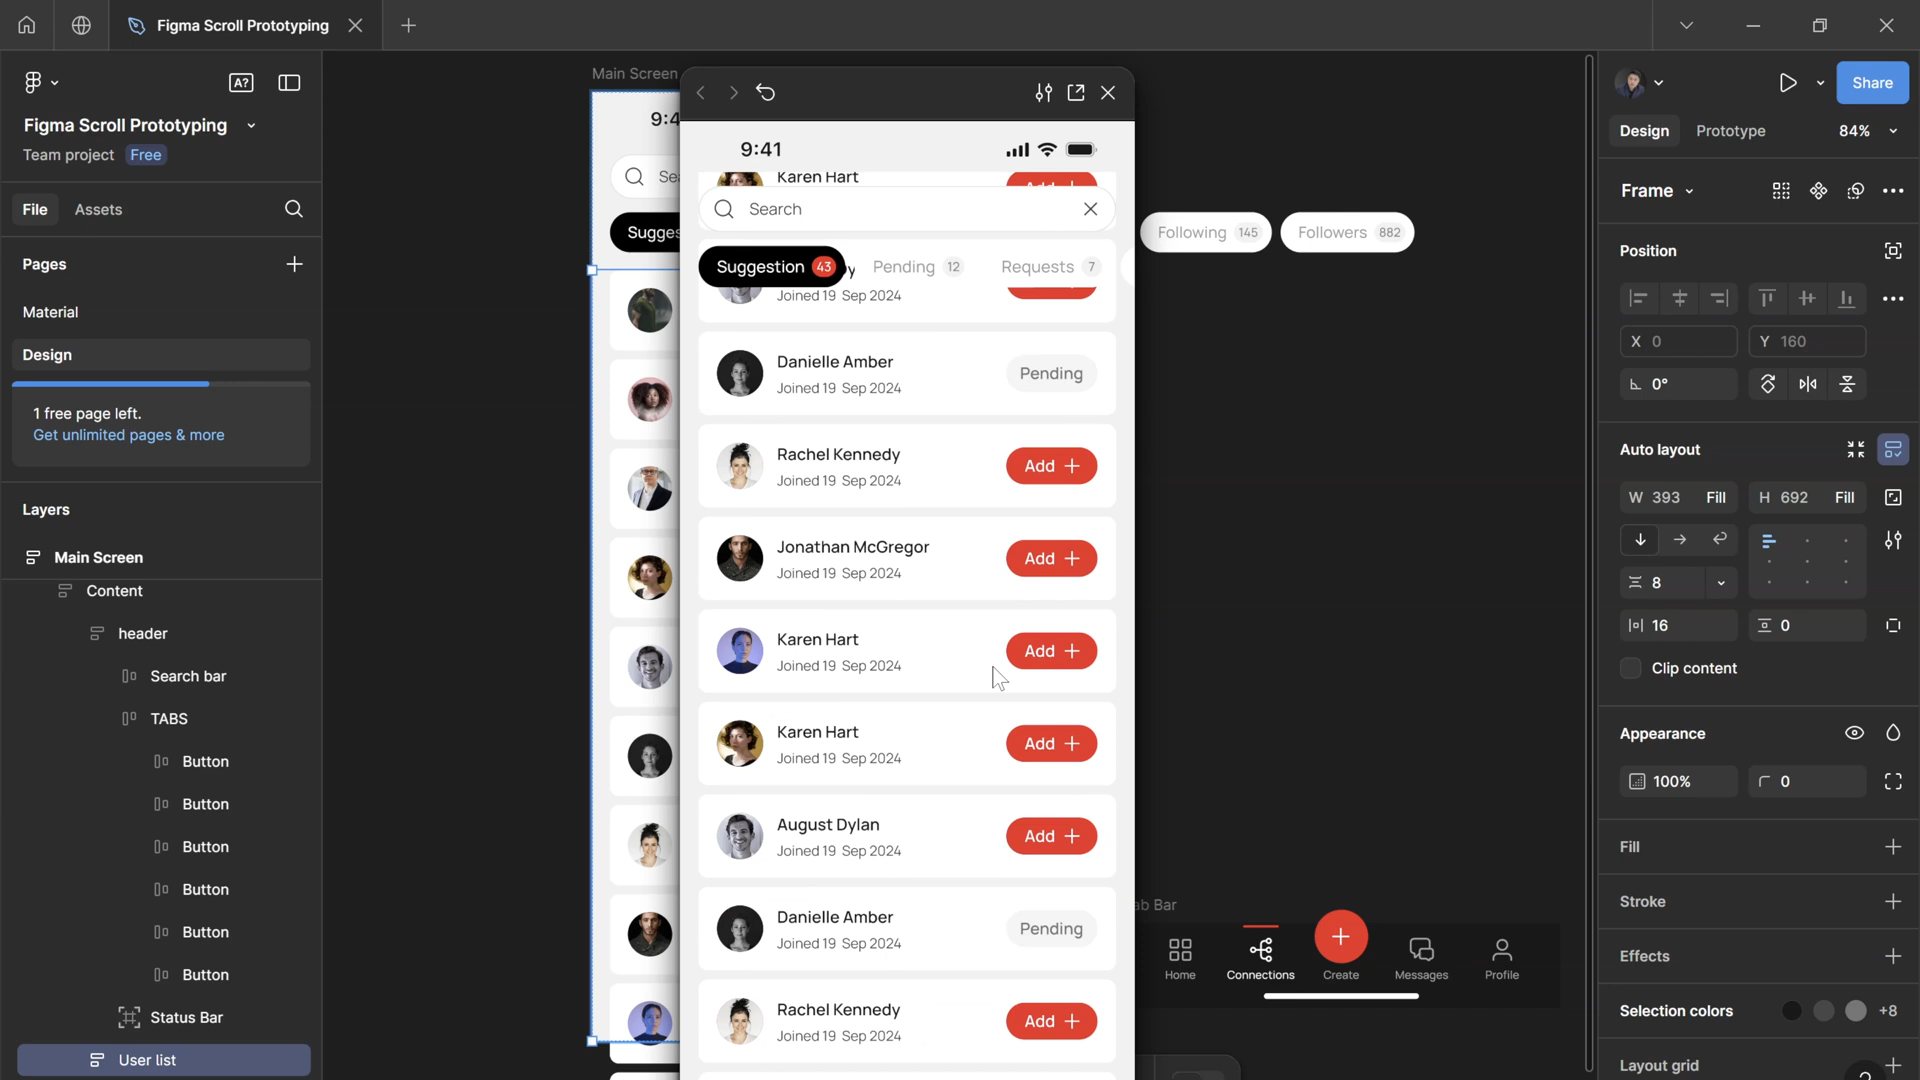 Figma Scroll Prototyping
A?
Share
Figma Scroll Prototyping
Team project Free
File Assets
Pages
Material
Design
1 free page left.
Get unlimited pages & more
Layers
Main Screen
Content
header
Search bar
TABS
Button
Button
Button
Button
Button
Button
Status Bar
User list
Main Screen
9:4
Sea
Sugges
9:41
Karen Hart
Add
Search
Suggestion 43
y
Pending 12
Requests 7
Joined 19 Sep 2024
Danielle Amber
Joined 19 Sep 2024
Pending
Rachel Kennedy
Joined 19 Sep 2024
Add
Jonathan McGregor
Joined 19 Sep 2024
Add
Karen Hart
Joined 19 Sep 2024
Add
Karen Hart
Joined 19 Sep 2024
Add
August Dylan
Joined 19 Sep 2024
Add
Danielle Amber
Joined 19 Sep 2024
Pending
Rachel Kennedy
Joined 19 Sep 2024
Add
Following 145
Followers 882
ab Bar
Home
Connections
Create
Messages
Profile
Design Prototype 84%
Frame
Position
X 0
Y 160
0°
Auto layout
W 393 Fill
H 692 Fill
8
16
0
Clip content
Appearance
100%
0
Fill
Stroke
Effects
Selection colors +8
Layout grid